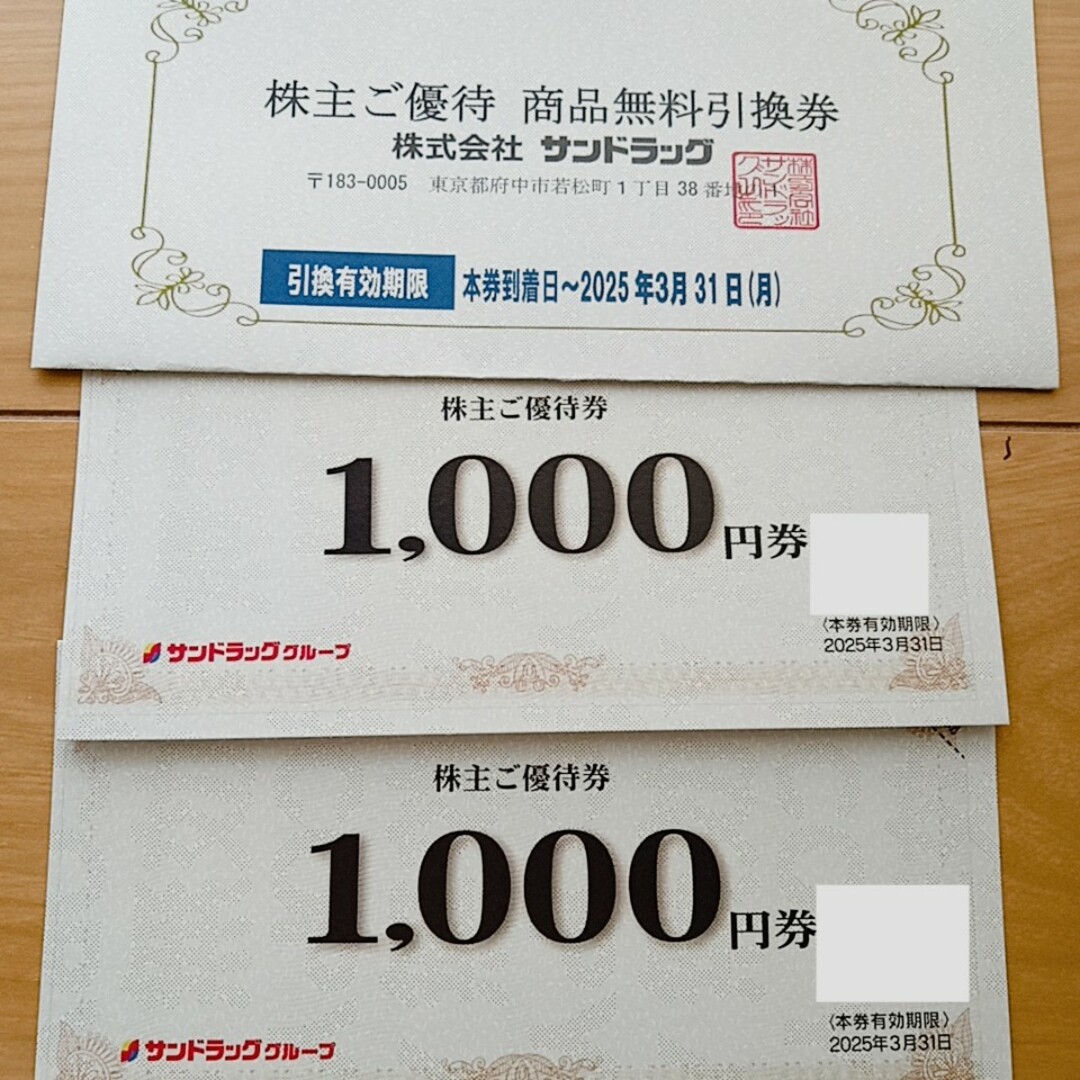 株主ご優待 商品無料引換券
株式会社 サンドラッグ
〒183-0005 東京都府中市若松町1丁目38番地
引換有効期限 本券到着日～2025年3月31日(月)
株主ご優待券
1,000円券
〈本券有効期限〉
2025年3月31日
サンドラッググループ
株主ご優待券
1,000円券
〈本券有効期限〉
2025年3月31日
サンドラッググループ